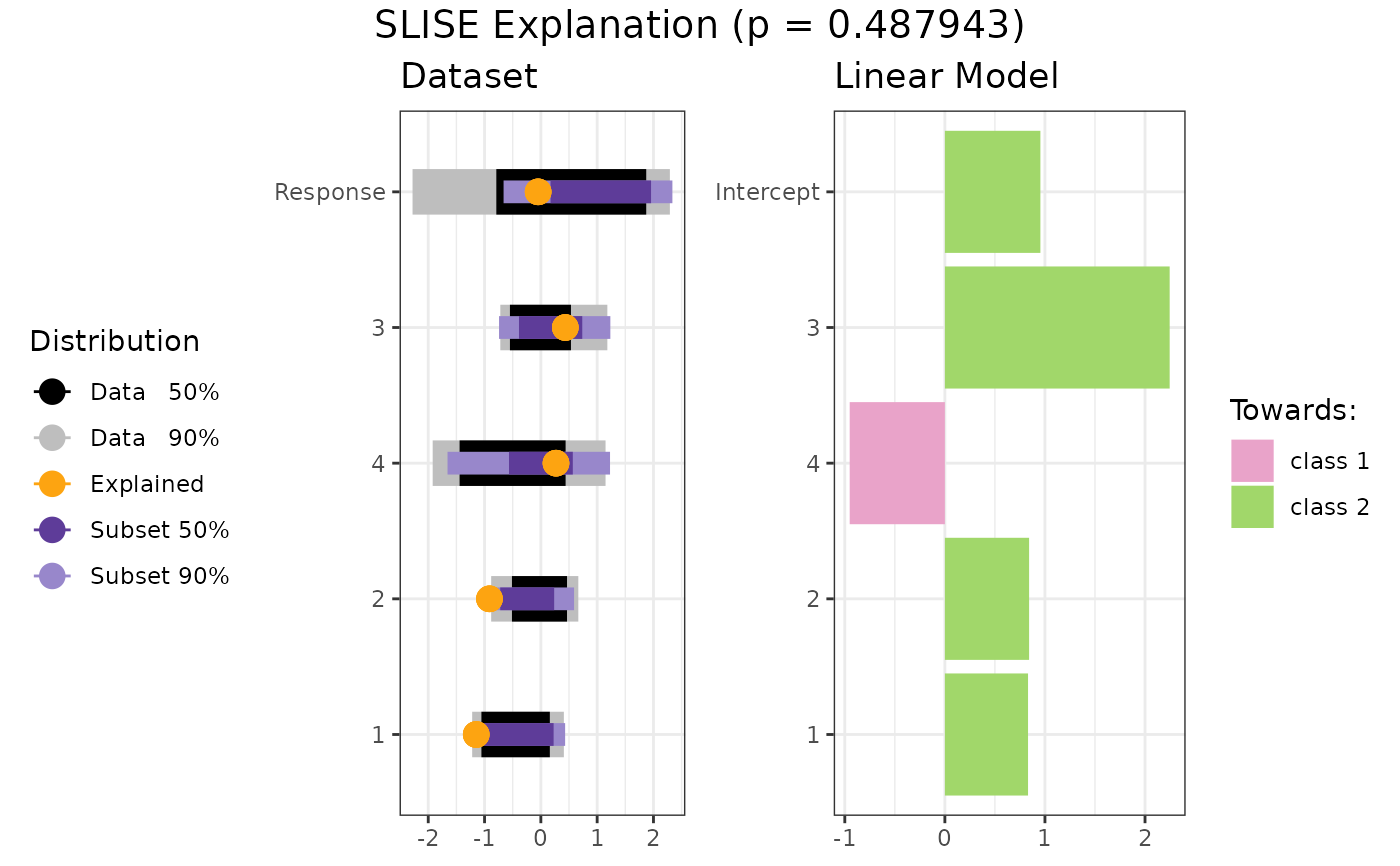 SLISE Explanation (p = 0.487943)
Dataset
Linear Model
Distribution
Data 50%
Data 90%
Explained
Subset 50%
Subset 90%
Response
3
4
2
1
-2 -1 0 1 2
Intercept
3
4
2
1
-1 0 1 2
Towards:
class 1
class 2